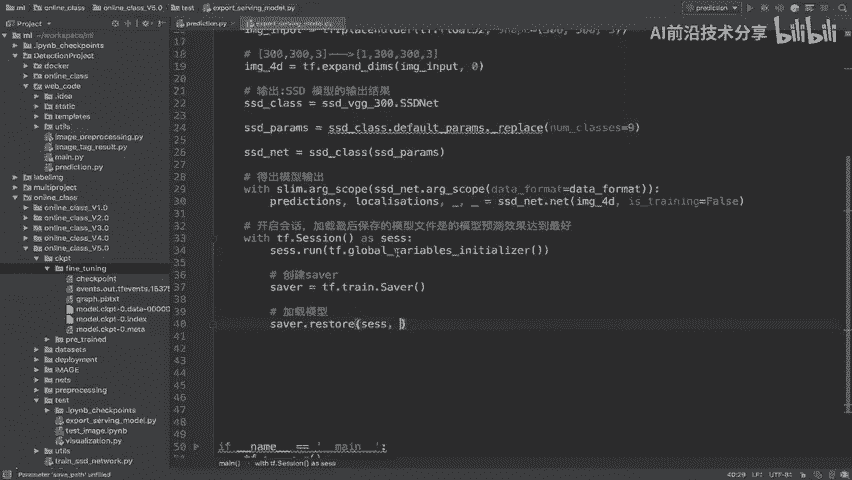 ml › online_class › online_class_V5.0 › test › export_serving_model.py
prediction
AI前沿技术分享 bilibili
Project
prediction.py
export_serving_model.py
ml ~/workspace/ml
.ipynb_checkpoints
DetectionProject
docker
online_class
web_code
.idea
static
templates
utils
image_preprocessing.py
image_tag_result.py
main.py
prediction.py
labelimg
multiproject
online_class
online_class_V1.0
online_class_V2.0
online_class_V3.0
online_class_V4.0
online_class_V5.0
ckpt
fine_tuning
checkpoint
events.out.tfevents.1537
graph.pbtxt
model.ckpt-0.data-00000
model.ckpt-0.index
model.ckpt-0.meta
pre_trained
datasets
deployment
IMAGE
nets
preprocessing
test
.ipynb_checkpoints
export_serving_model.py
test_image.ipynb
visualization.py
utils
train_ssd_network.py
17
18 # [300,300,3]--->[1,300,300,3]
19 img_4d = tf.expand_dims(img_input, 0)
20
21 # 输出:SSD 模型的输出结果
22 ssd_class = ssd_vgg_300.SSDNet
23
24 ssd_params = ssd_class.default_params._replace(num_classes=9)
25
26 ssd_net = ssd_class(ssd_params)
27
28 # 得出模型输出
29 with slim.arg_scope(ssd_net.arg_scope(data_format=data_format)):
30 predictions, localisations, _, _ = ssd_net.net(img_4d, is_training=False)
31
32 # 开启会话，加载最后保存的模型文件是的模型预测效果达到最好
33 with tf.Session() as sess:
34 sess.run(tf.global_variables_initializer())
35
36 # 创建saver
37 saver = tf.train.Saver()
38
39 # 加载模型
40 saver.restore(sess, )
41
42
43
44
45
46
47
48
49
50 if __name__ == '__main__':
main() › with tf.Session() as sess
Parameter 'save_path' unfilled
40:29 LF÷ UTF-8÷